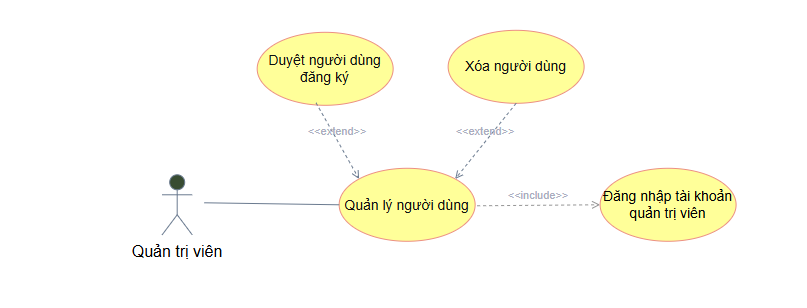 Duyệt người dùng
đăng ký
Xóa người dùng
<<extend>>
<<extend>>
Quản lý người dùng
<<include>>
Đăng nhập tài khoản
quản trị viên
Quản trị viên